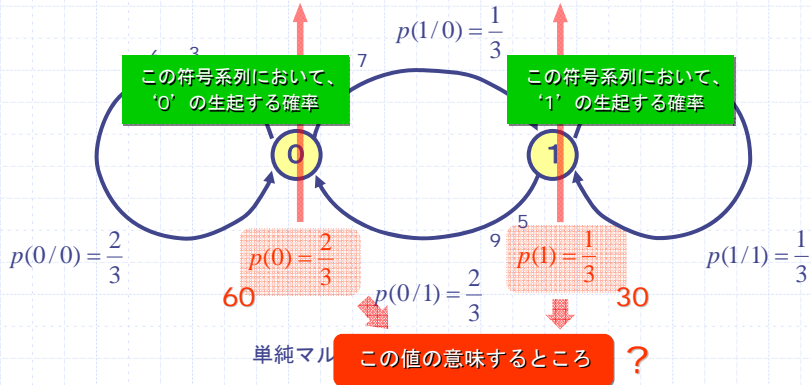 p(1/0) = 1/3
3
7
この符号系列において、
‘0’の生起する確率
この符号系列において、
‘1’の生起する確率
0
1
5
9
p(0/0) = 2/3
p(0) = 2/3
p(1) = 1/3
p(1/1) = 1/3
60
p(0/1) = 2/3
30
単純マル
この値の意味するところ
?